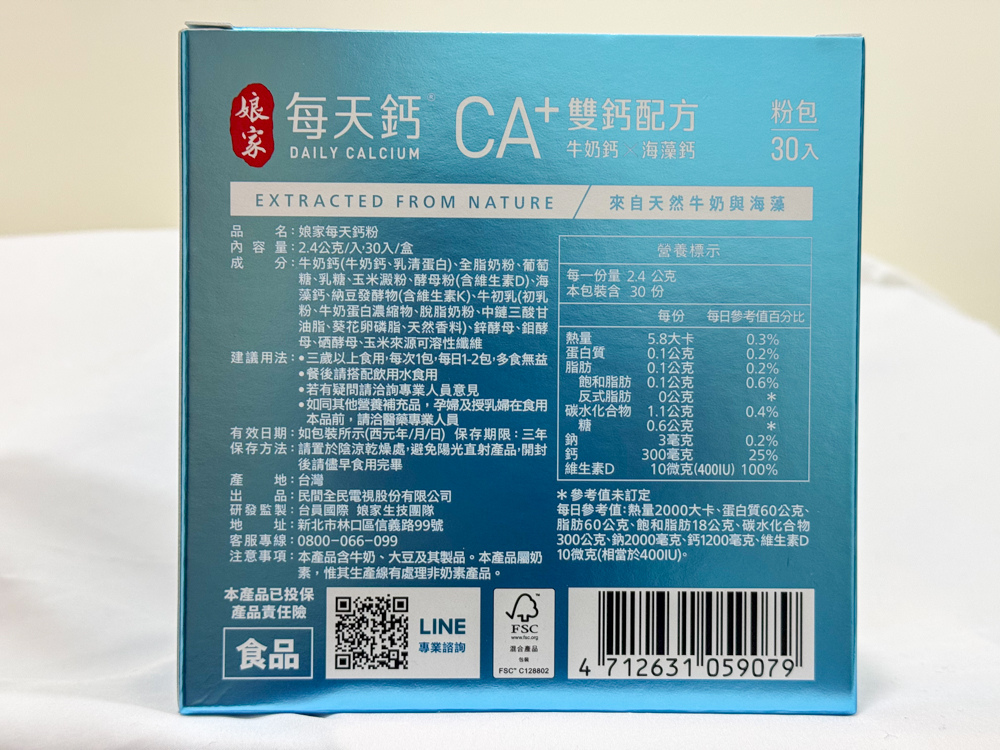 娘家
每天鈣®
DAILY CALCIUM
CA+
雙鈣配方
牛奶鈣 海藻鈣
粉包
30入
EXTRACTED FROM NATURE / 來自天然牛奶與海藻
品名：娘家每天鈣粉
內容量：2.4公克/入‧30入/盒
成分：牛奶鈣(牛奶鈣、乳清蛋白)、全脂奶粉、葡萄
糖、乳糖、玉米澱粉、酵母粉(含維生素D)、海
藻鈣、納豆發酵物(含維生素K)、牛初乳(初乳
粉、牛奶蛋白濃縮物、脫脂奶粉、中鏈三酸甘
油脂、葵花卵磷脂、天然香料)、鋅酵母、鉬酵
母、硒酵母、玉米來源可溶性纖維
建議用法：•三歲以上食用，每次1包，每日1-2包，多食無益
•餐後請搭配飲用水食用
•若有疑問請洽詢專業人員意見
•如同其他營養補充品，孕婦及授乳婦在食用
本品前，請洽醫藥專業人員
有效日期：如包裝所示(西元年/月/日) 保存期限：三年
保存方法：請置於陰涼乾燥處，避免陽光直射產品，開封
後請儘早食用完畢
產地：台灣
出品：民間全民電視股份有限公司
研發監製：台員國際 娘家生技團隊
地址：新北市林口區信義路99號
客服專線：0800-066-099
注意事項：本產品含牛奶、大豆及其製品。本產品屬奶
素，惟其生產線有處理非奶素產品。
營養標示
每一份量 2.4 公克
本包裝含 30 份
每份 每日參考值百分比
熱量 5.8大卡 0.3%
蛋白質 0.1公克 0.2%
脂肪 0.1公克 0.2%
飽和脂肪 0.1公克 0.6%
反式脂肪 0公克 *
碳水化合物 1.1公克 0.4%
糖 0.6公克 *
鈉 3毫克 0.2%
鈣 300毫克 25%
維生素D 10微克(400IU) 100%
*參考值未訂定
每日參考值：熱量2000大卡、蛋白質60公克、
脂肪60公克、飽和脂肪18公克、碳水化合物
300公克、鈉2000毫克、鈣1200毫克、維生素D
10微克(相當於400IU)。
本產品已投保
產品責任險
食品
LINE
專業諮詢
FSC™
www.fsc.org
混合產品
包裝
FSC® C128802
4 712631 059079